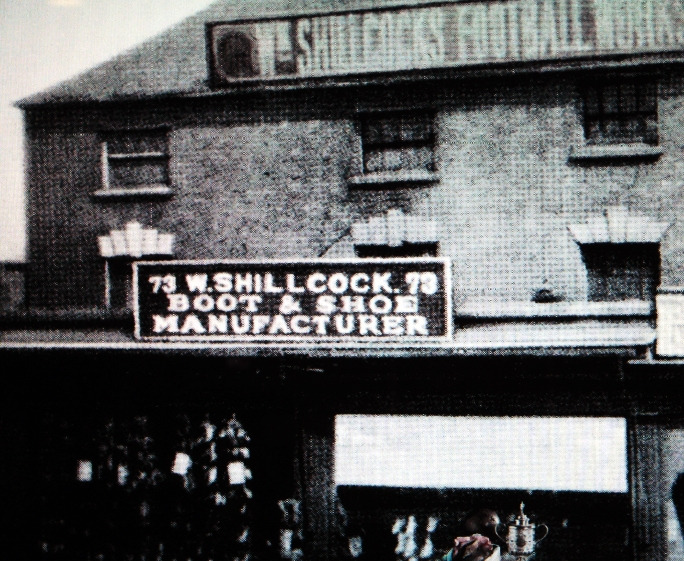 W. SHILLCOCKS FOOTBALL
73 W. SHILLCOCK. 73
BOOT & SHOE
MANUFACTURER